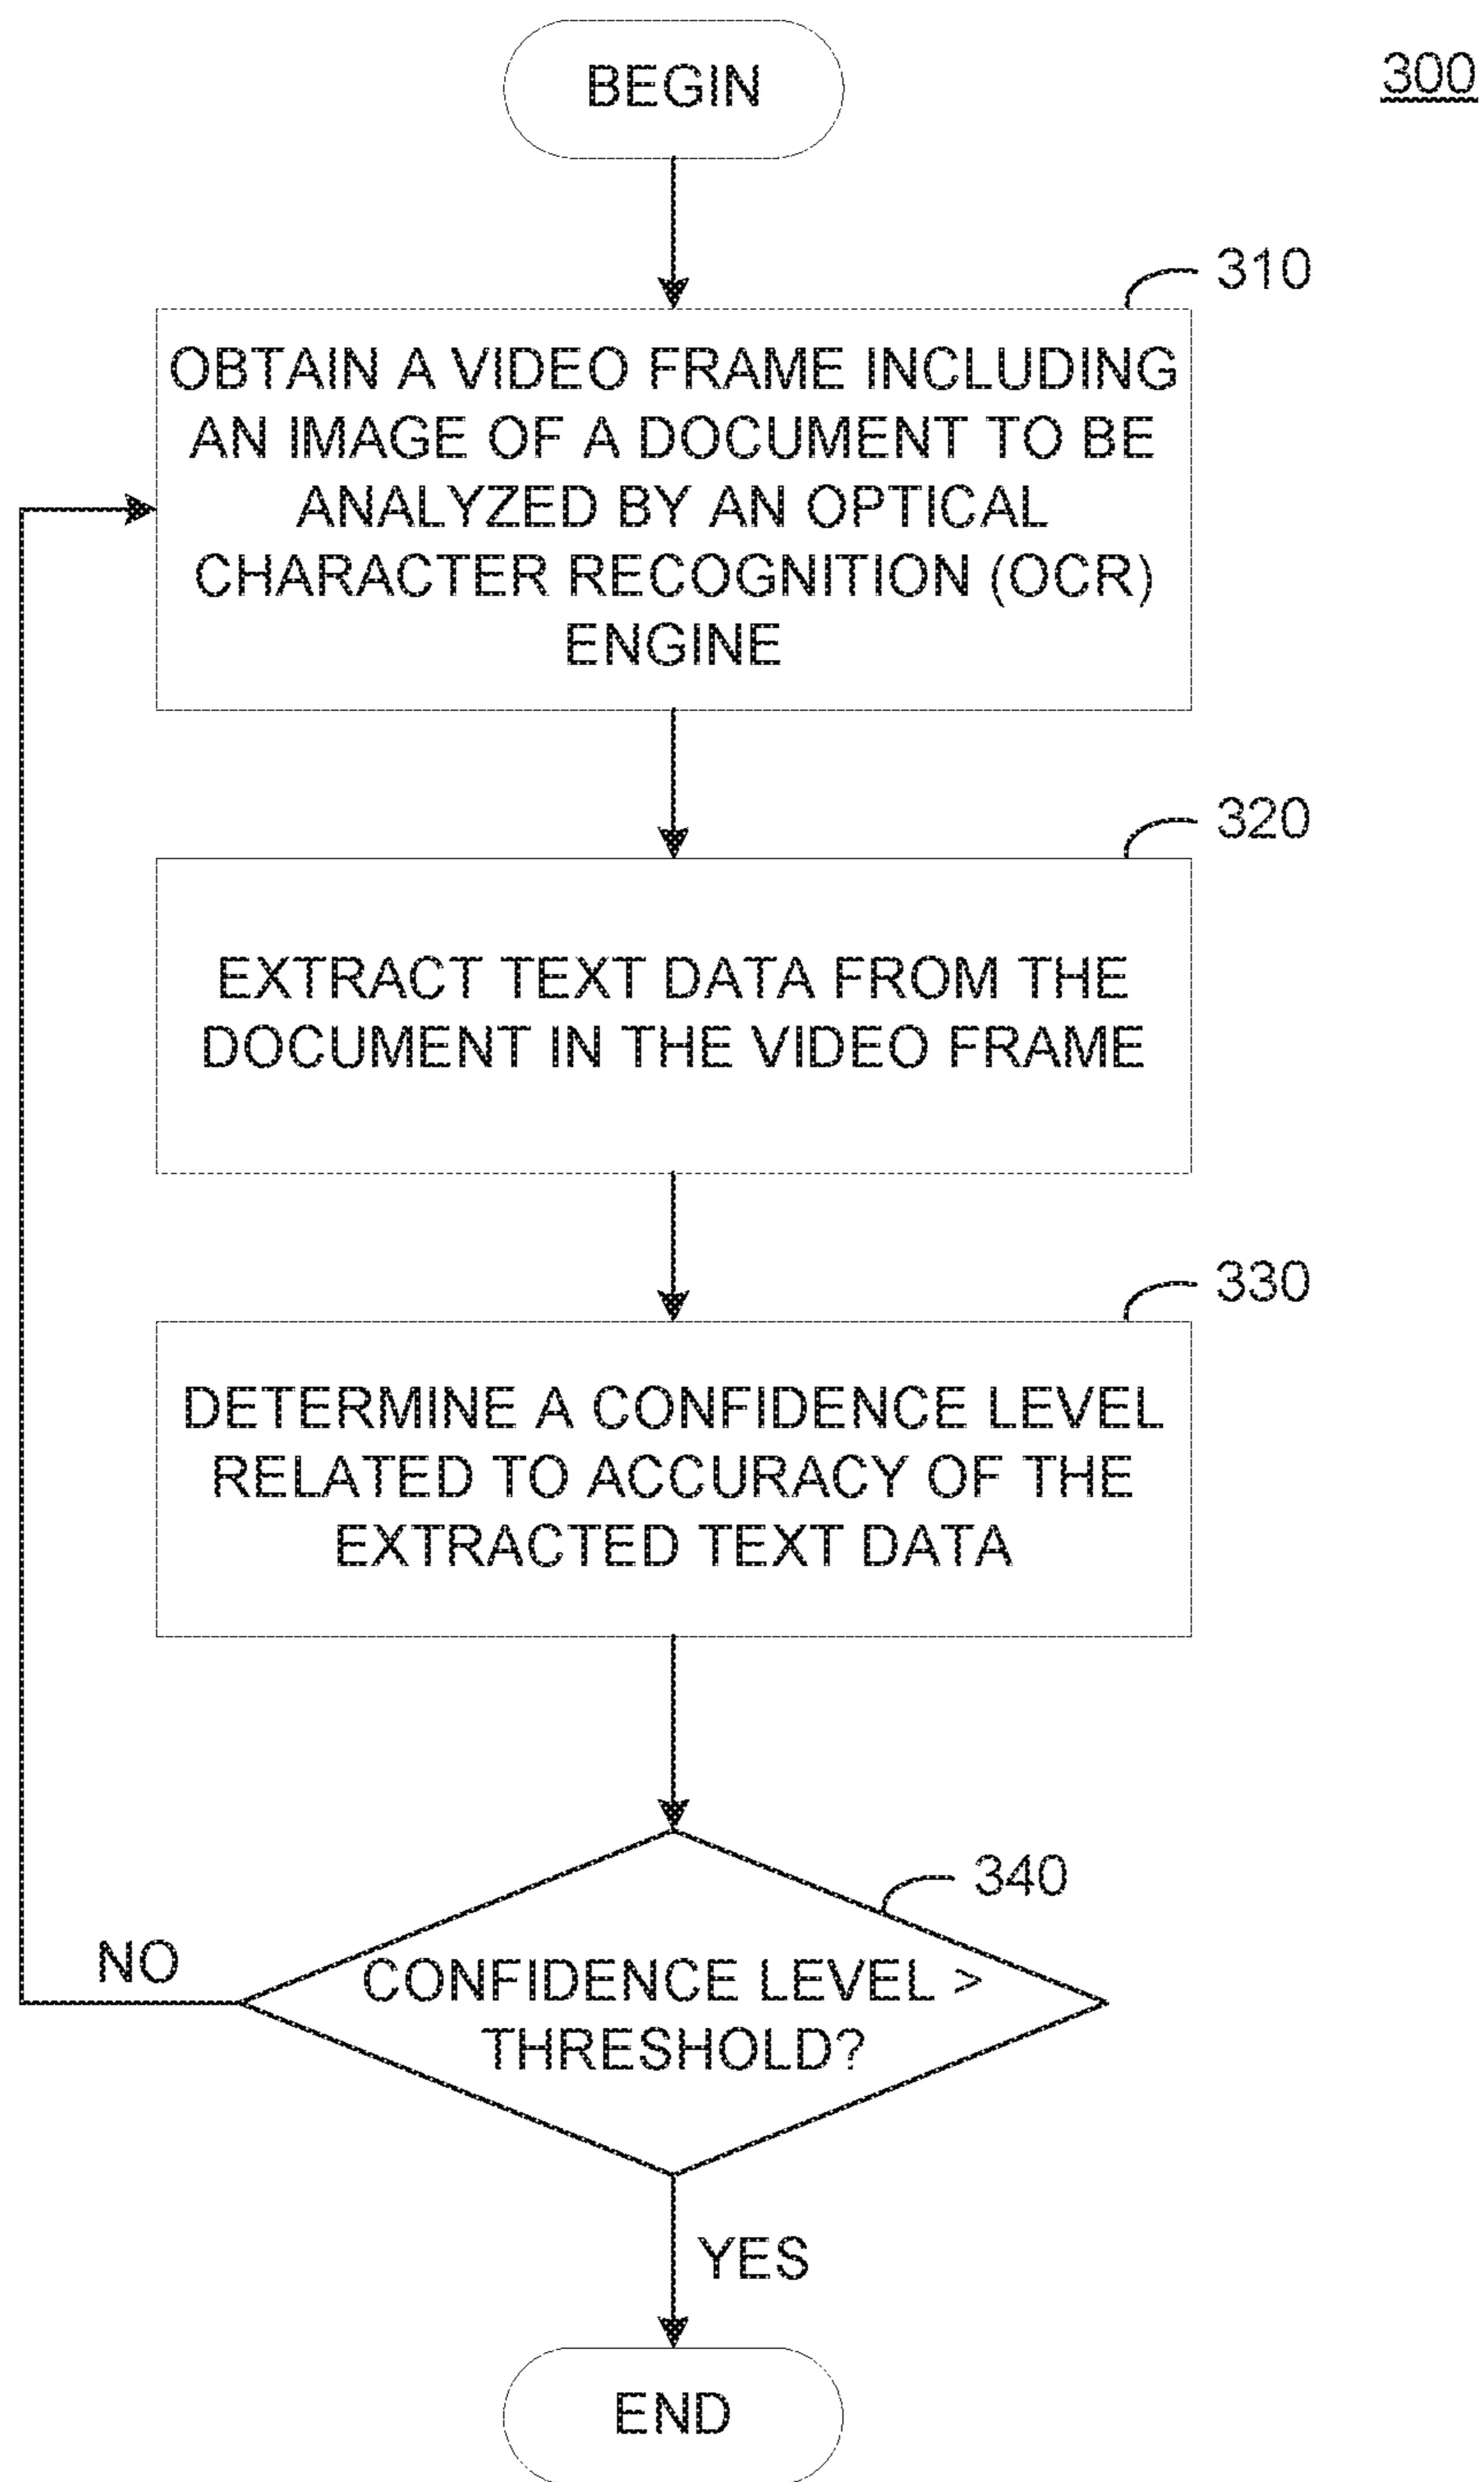 BEGIN
300
310
OBTAIN A VIDEO FRAME INCLUDING
AN IMAGE OF A DOCUMENT TO BE
ANALYZED BY AN OPTICAL
CHARACTER RECOGNITION (OCR)
ENGINE
320
EXTRACT TEXT DATA FROM THE
DOCUMENT IN THE VIDEO FRAME
330
DETERMINE A CONFIDENCE LEVEL
RELATED TO ACCURACY OF THE
EXTRACTED TEXT DATA
340
NO
CONFIDENCE LEVEL >
THRESHOLD?
YES
END